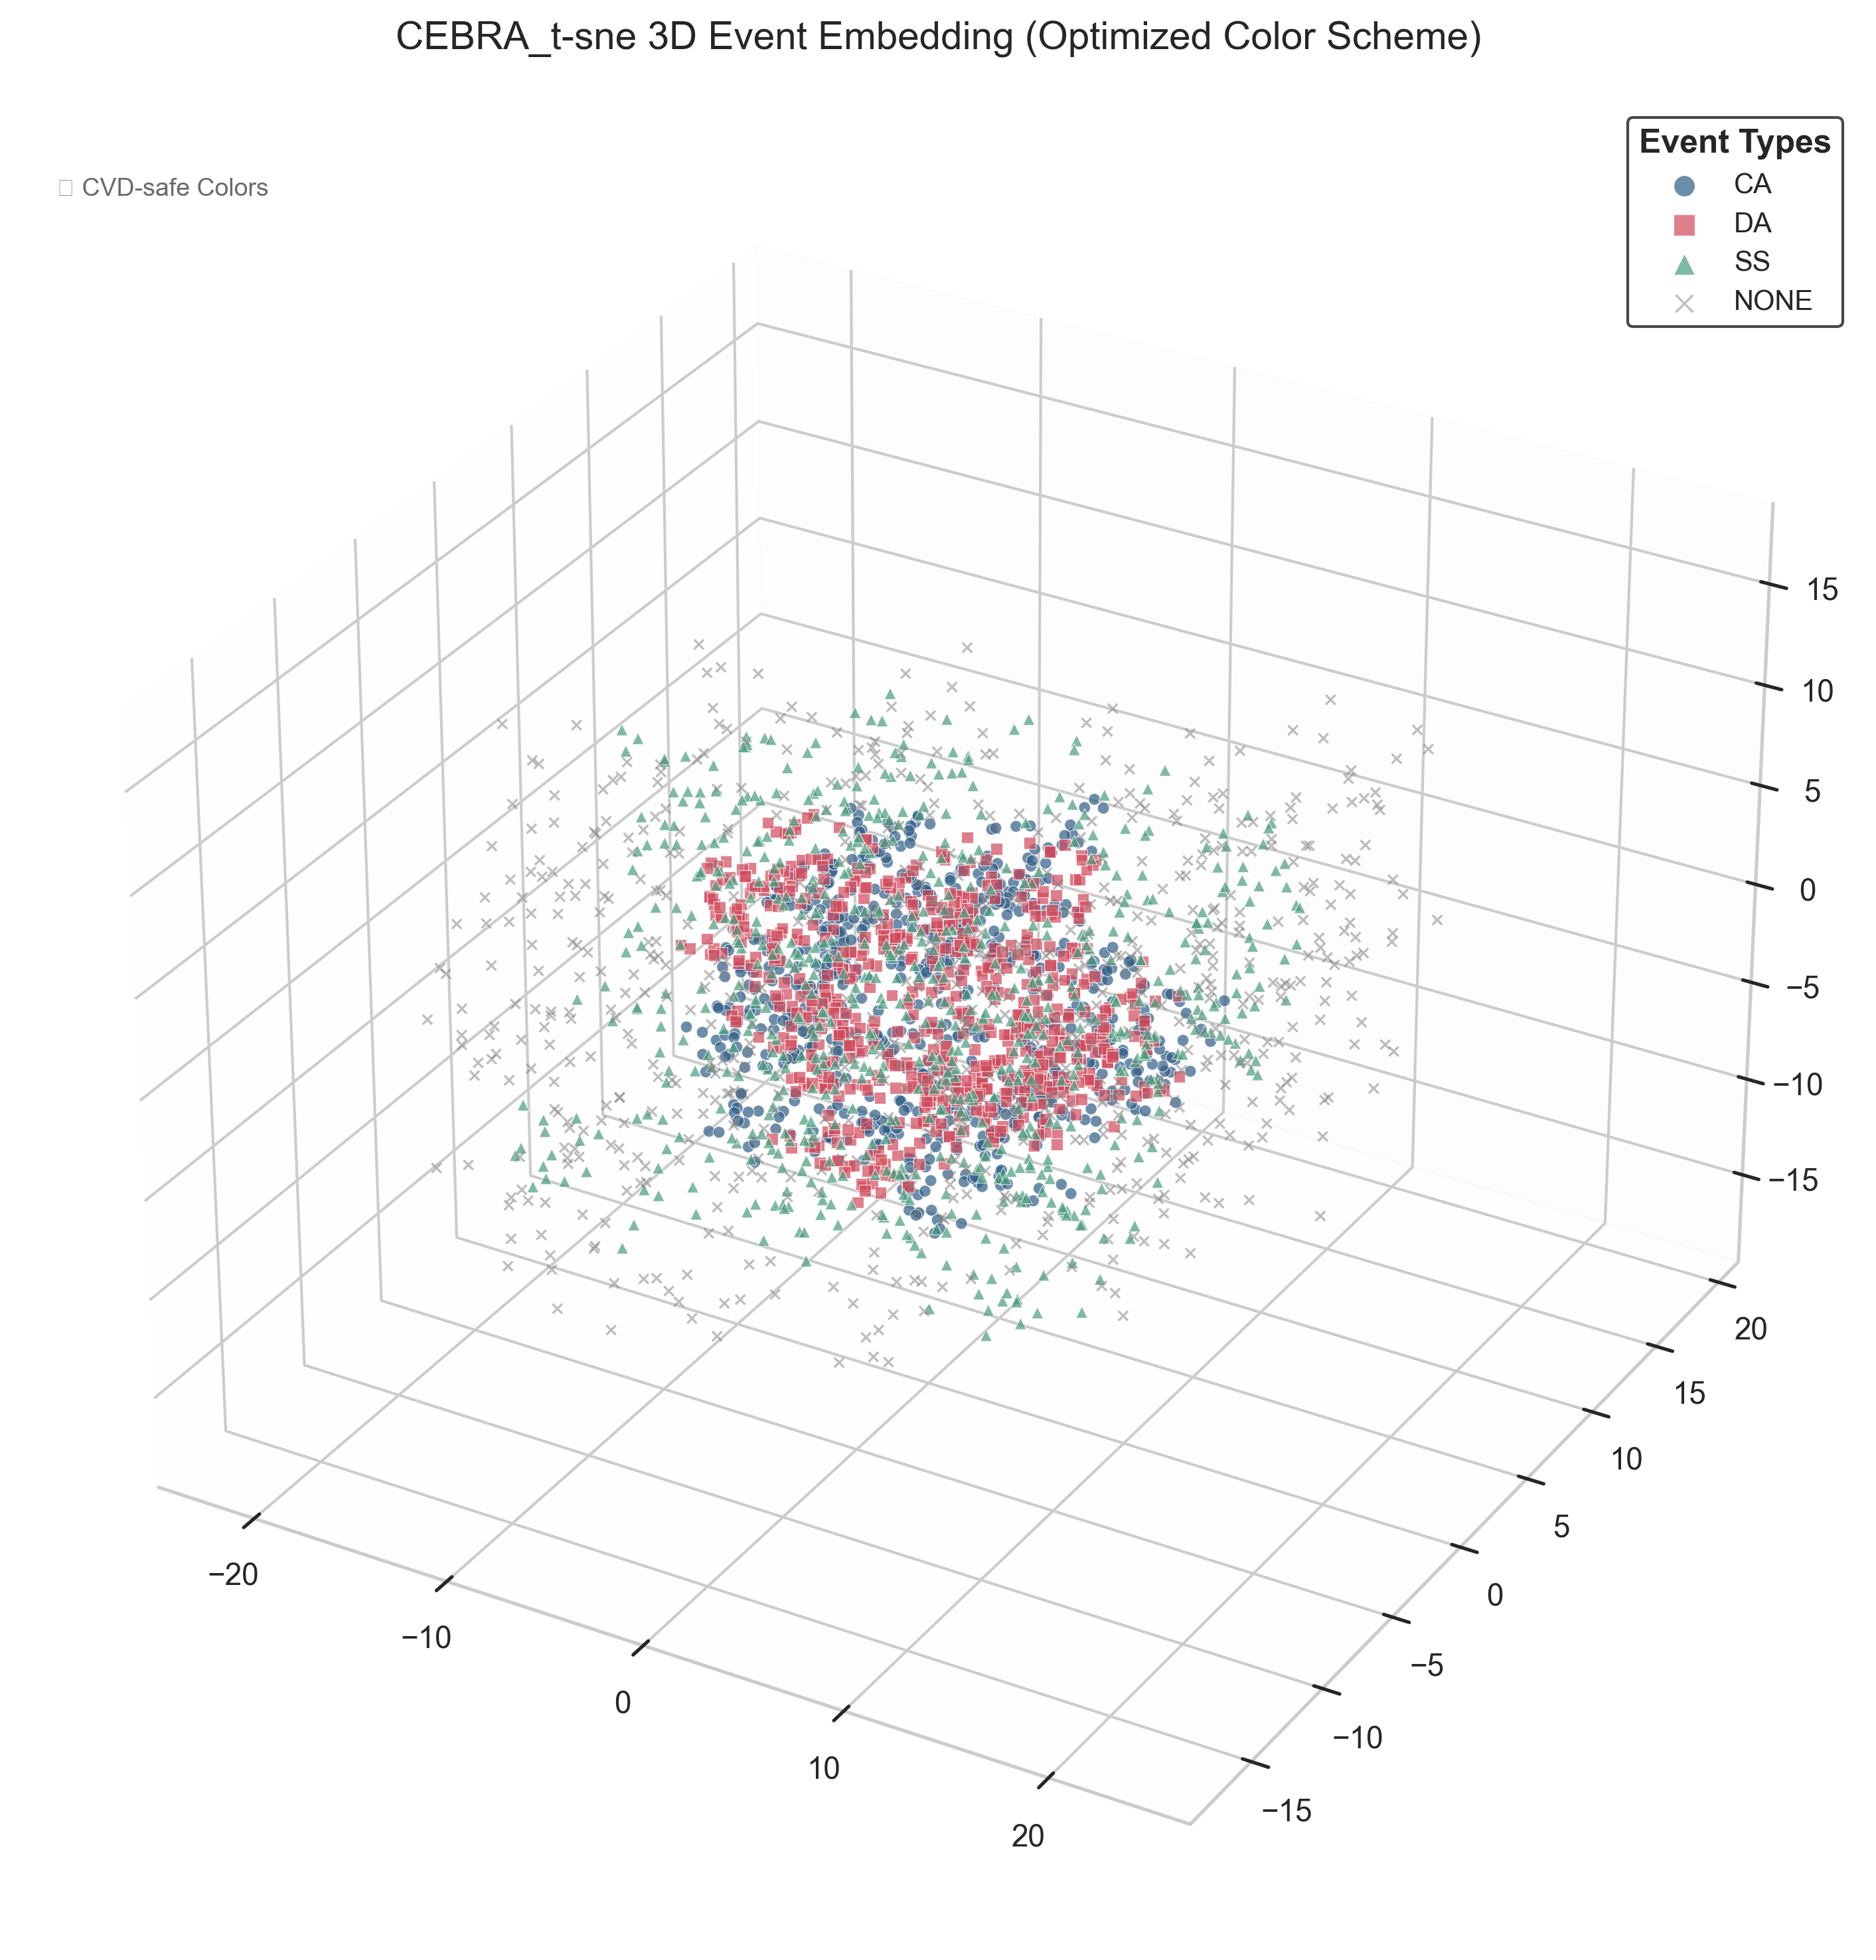 CEBRA_t-sne 3D Event Embedding (Optimized Color Scheme)
CVD-safe Colors
Event Types
CA
DA
SS
NONE
15
10
5
0
−5
−10
−15
20
15
10
5
0
−5
−10
−15
−20
−10
0
10
20